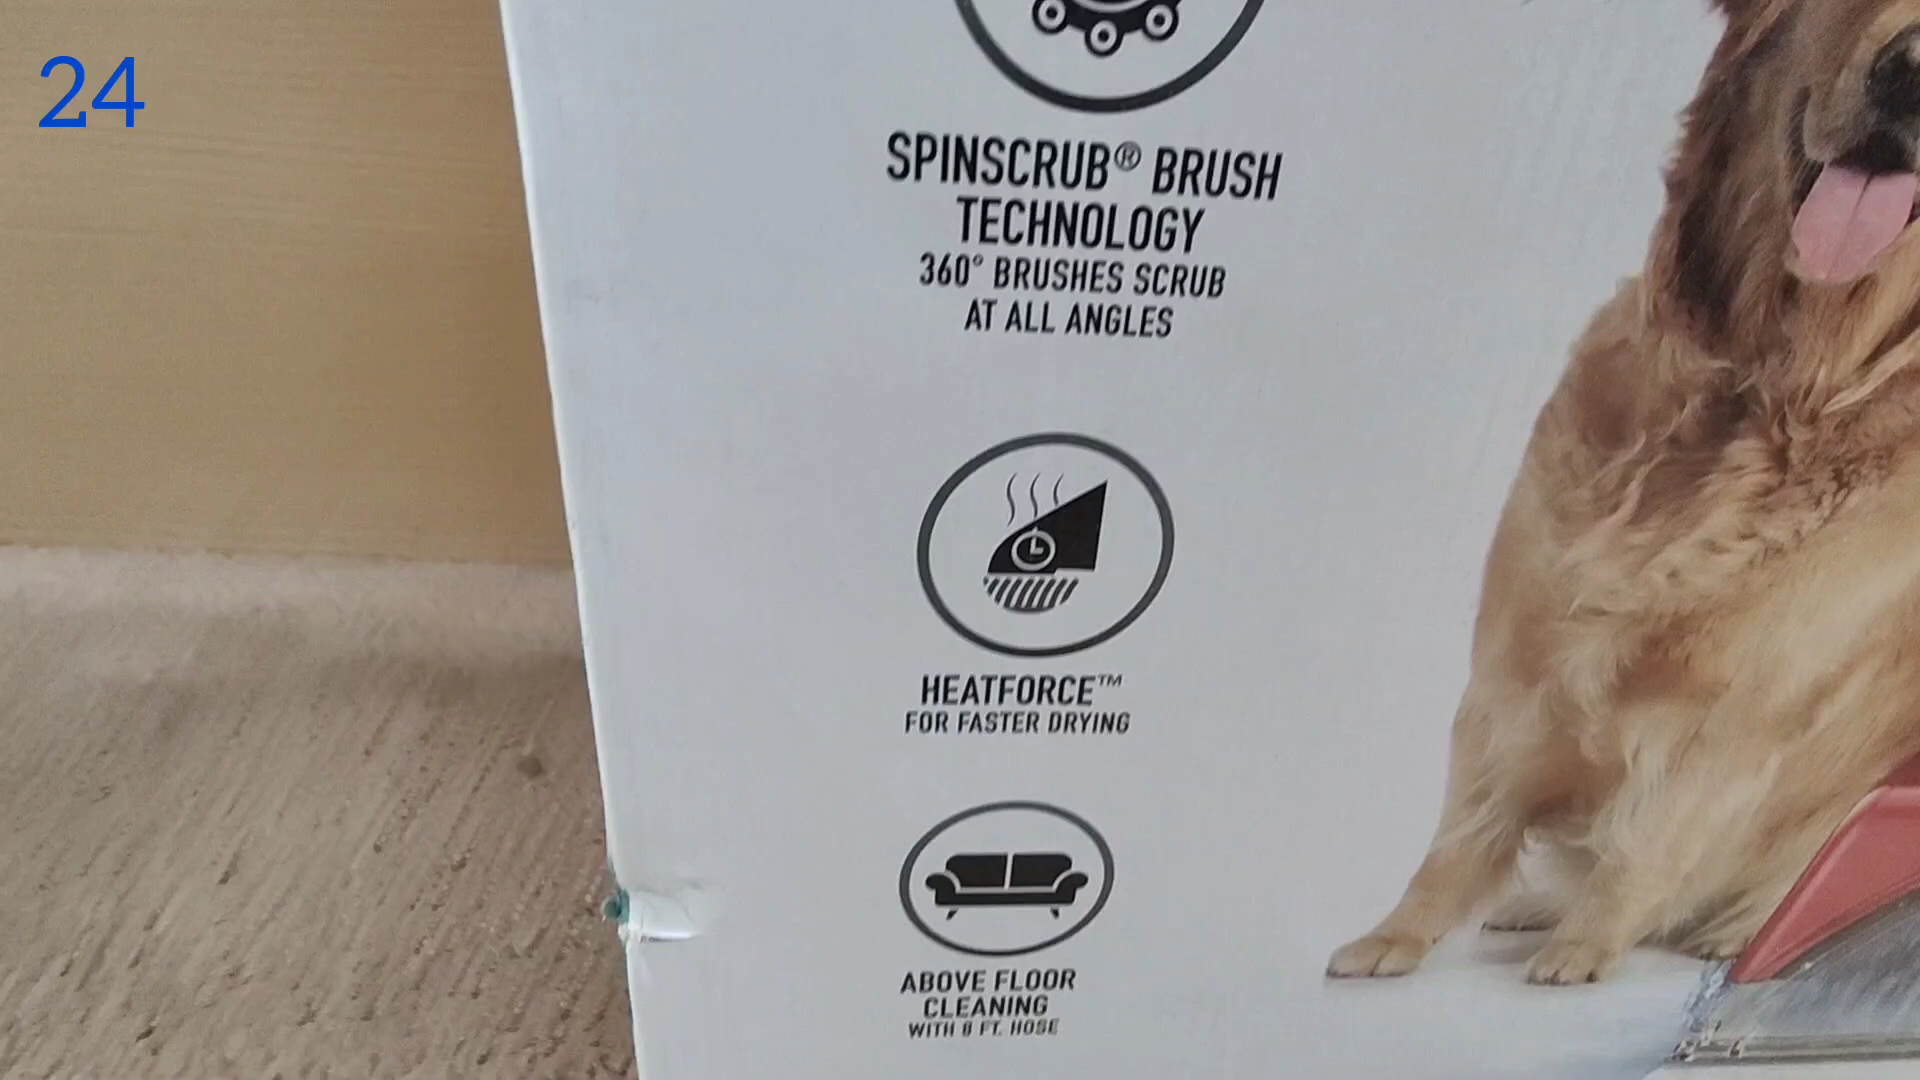 24
SPINSCRUB® BRUSH
TECHNOLOGY
360° BRUSHES SCRUB
AT ALL ANGLES
HEATFORCE™
FOR FASTER DRYING
ABOVE FLOOR
CLEANING
WITH 8 FT. HOSE